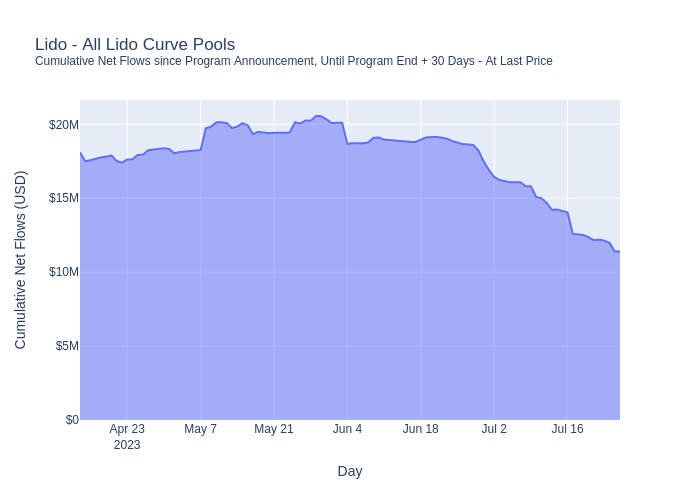 Lido - All Lido Curve Pools
Cumulative Net Flows since Program Announcement, Until Program End + 30 Days - At Last Price
Cumulative Net Flows (USD)
$20M
$15M
$10M
$5M
$0
Apr 23
2023
May 7
May 21
Jun 4
Jun 18
Jul 2
Jul 16
Day